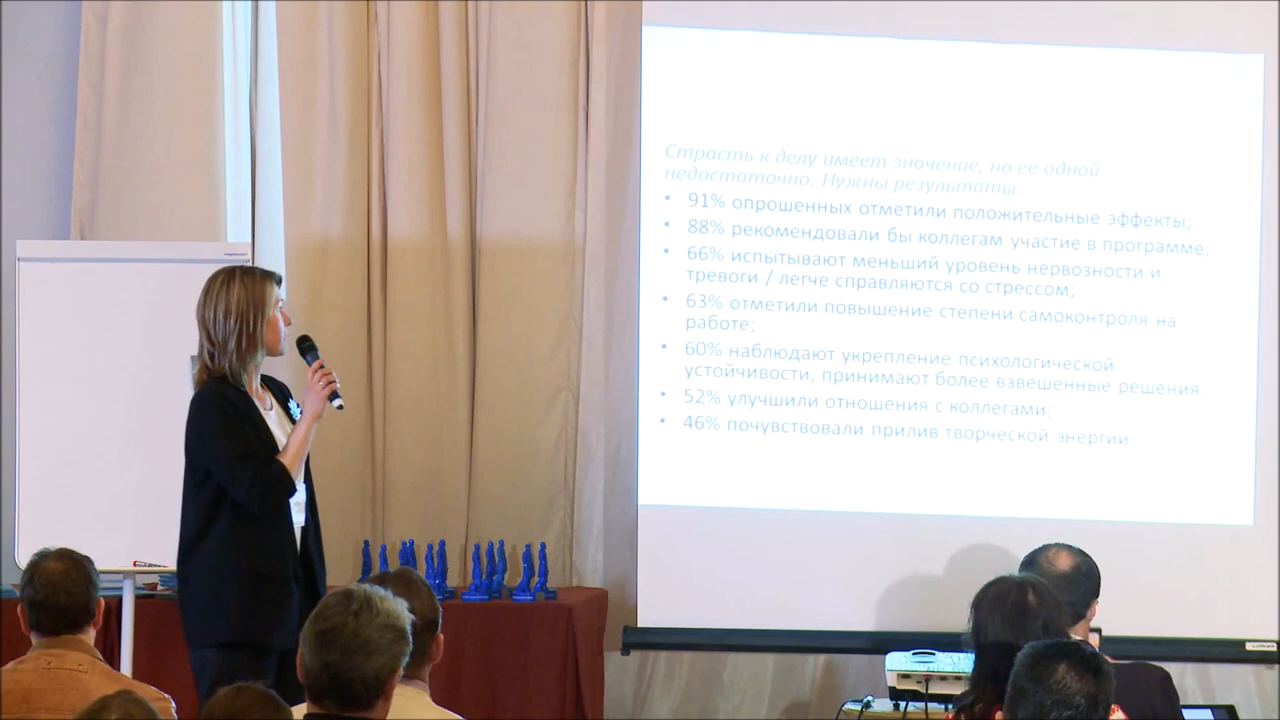 Страсть к делу имеет значение, но ее одной
недостаточно. Нужны результаты.
• 91% опрошенных отметили положительные эффекты;
• 88% рекомендовали бы коллегам участие в программе;
• 66% испытывают меньший уровень нервозности и
тревоги / легче справляются со стрессом;
• 63% отметили повышение степени самоконтроля на
работе;
• 60% наблюдают укрепление психологической
устойчивости, принимают более взвешенные решения.
• 52% улучшили отношения с коллегами;
• 46% почувствовали прилив творческой энергии